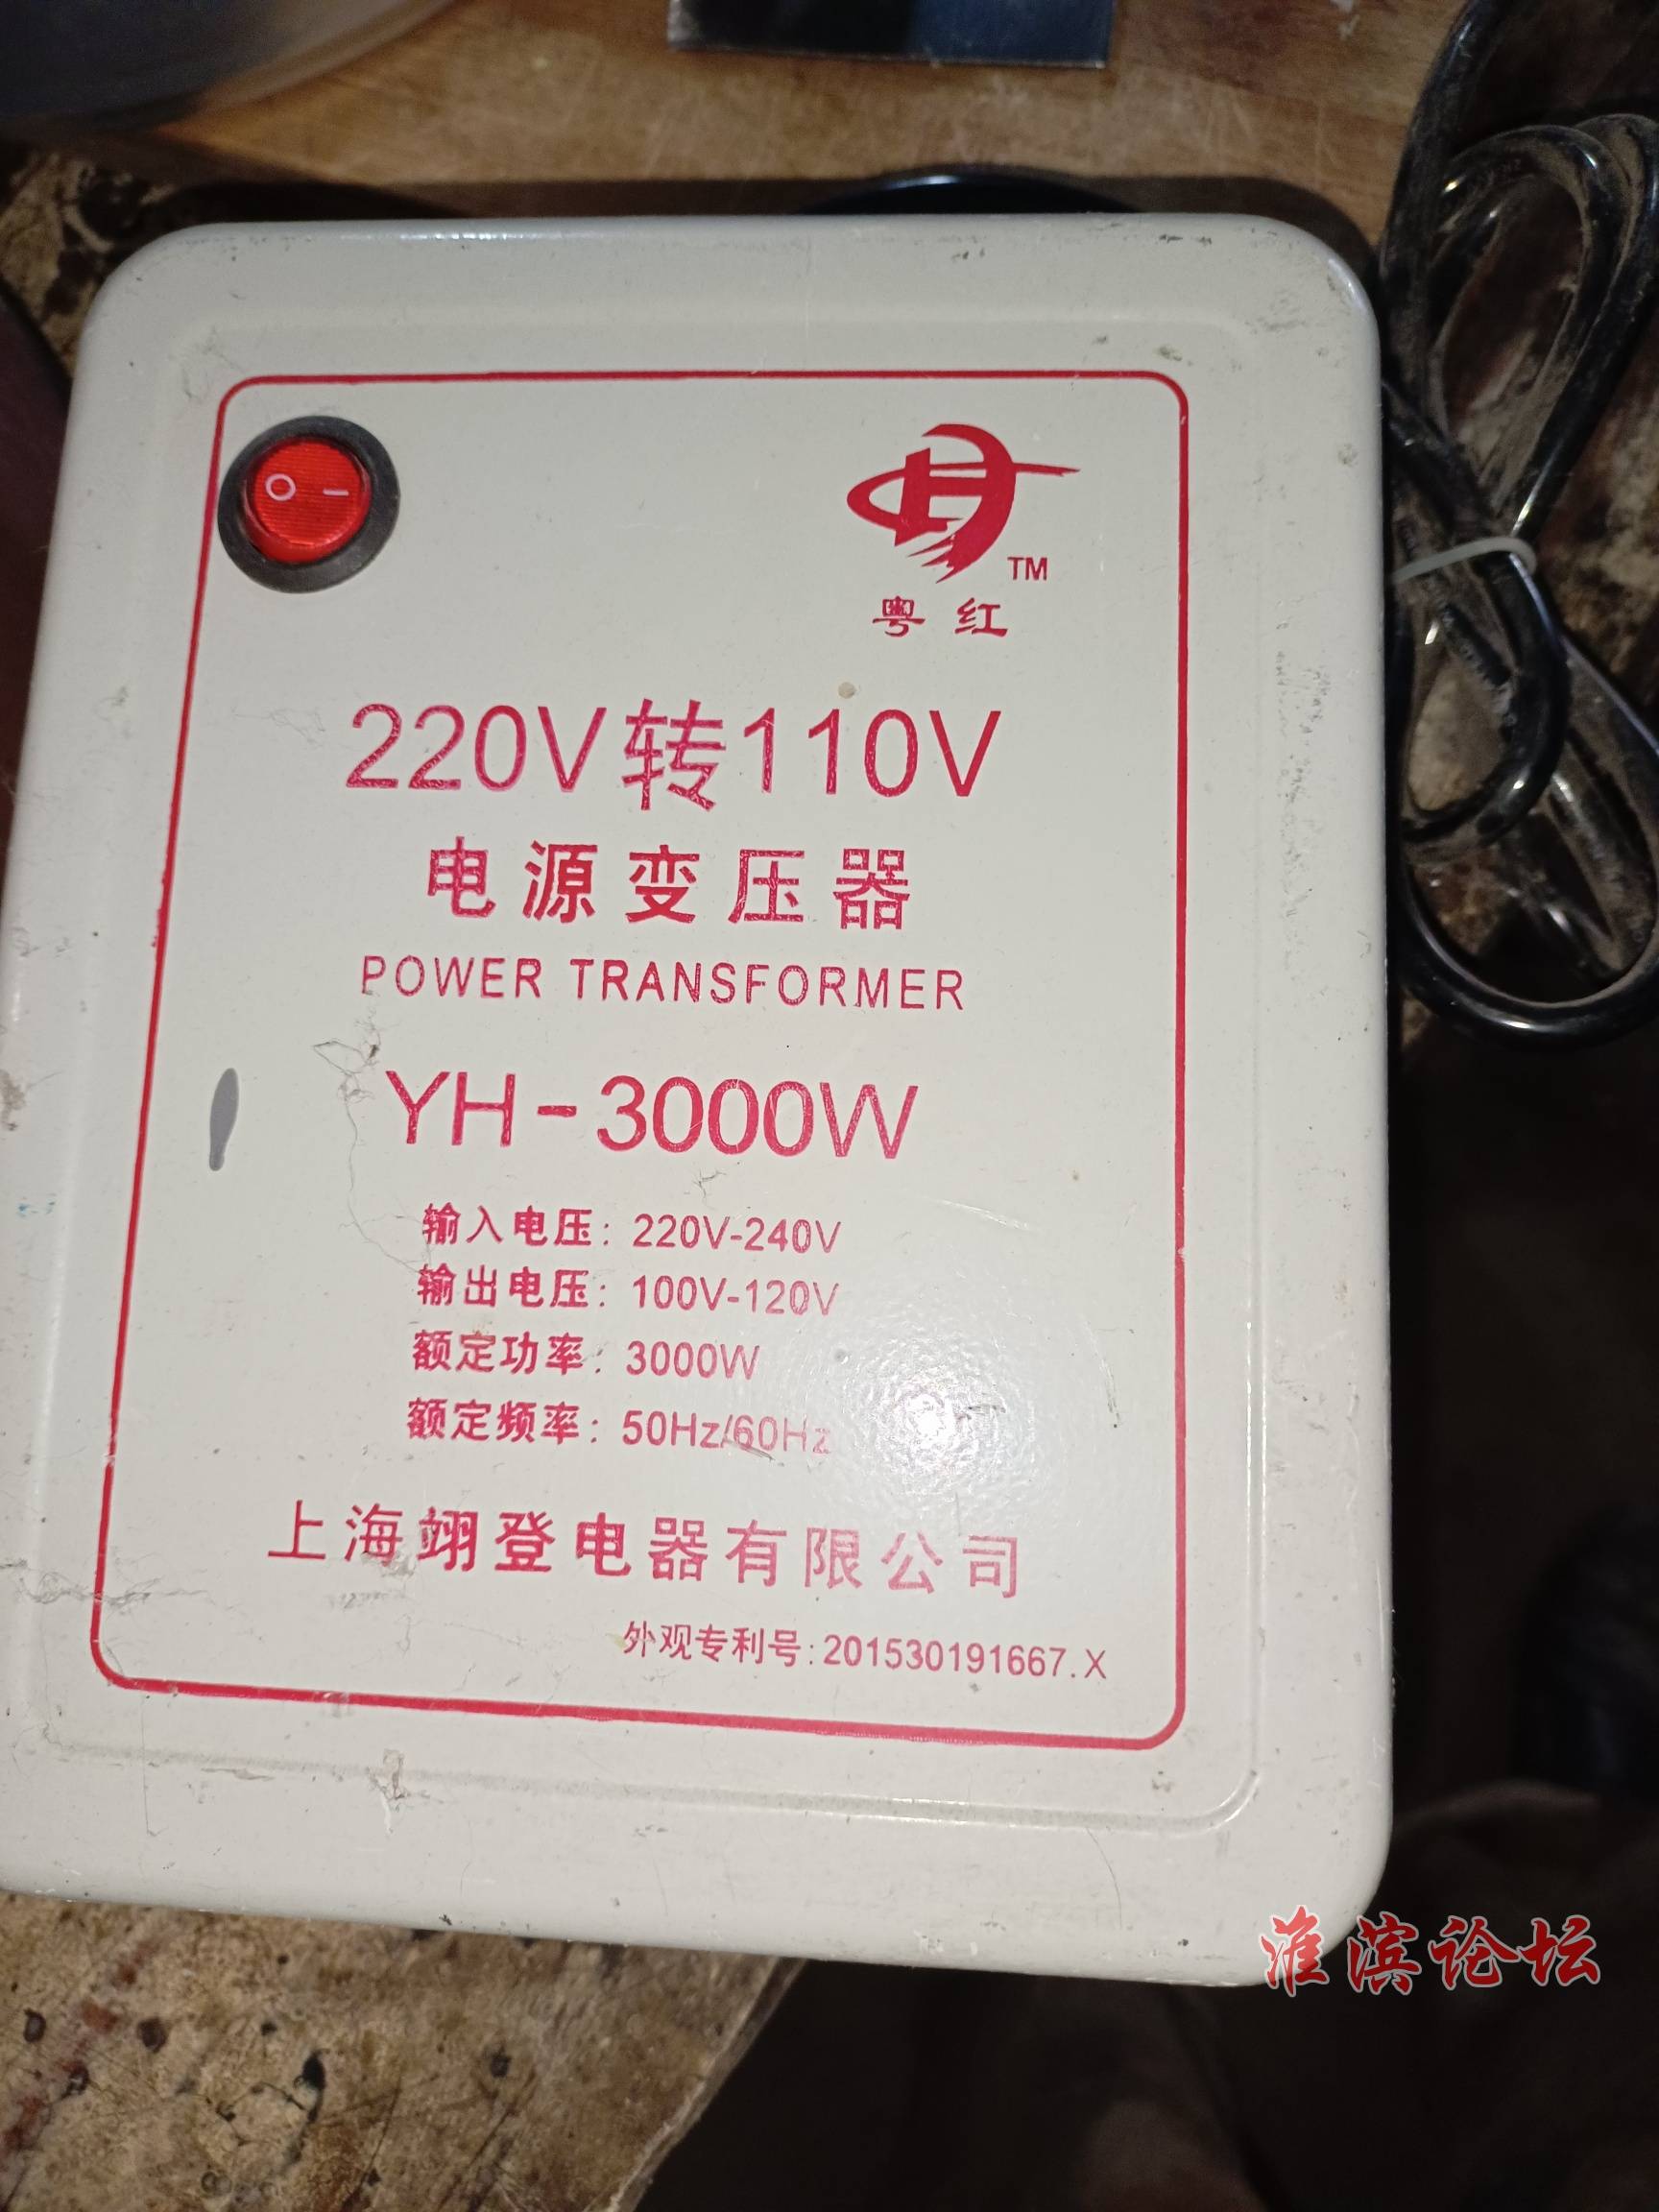 TM
粤红
220V转110V
电源变压器
POWER TRANSFORMER
YH-3000W
输入电压：220V-240V
输出电压：100V-120V
额定功率：3000W
额定频率：50Hz/60Hz
上海翊登电器有限公司
外观专利号:201530191667.X
淮滨论坛